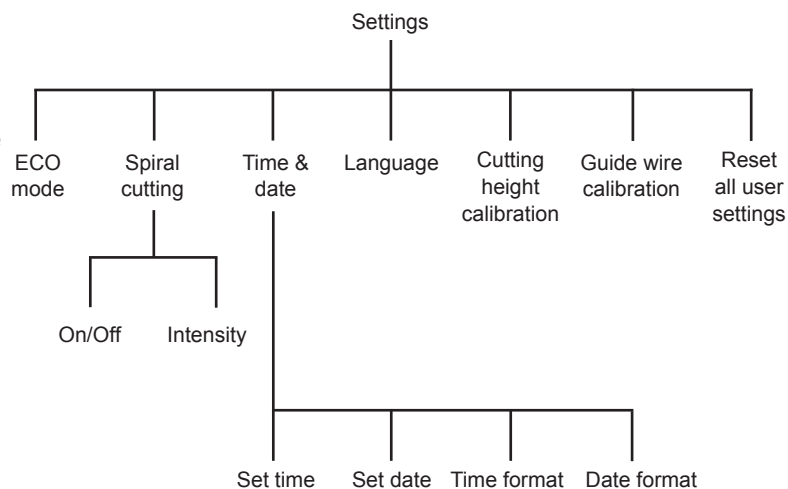 Settings
ECO
mode
Spiral
cutting
Time &
date
Language
Cutting
height
calibration
Guide wire
calibration
Reset
all user
settings
On/Off
Intensity
Set time
Set date
Time format
Date format